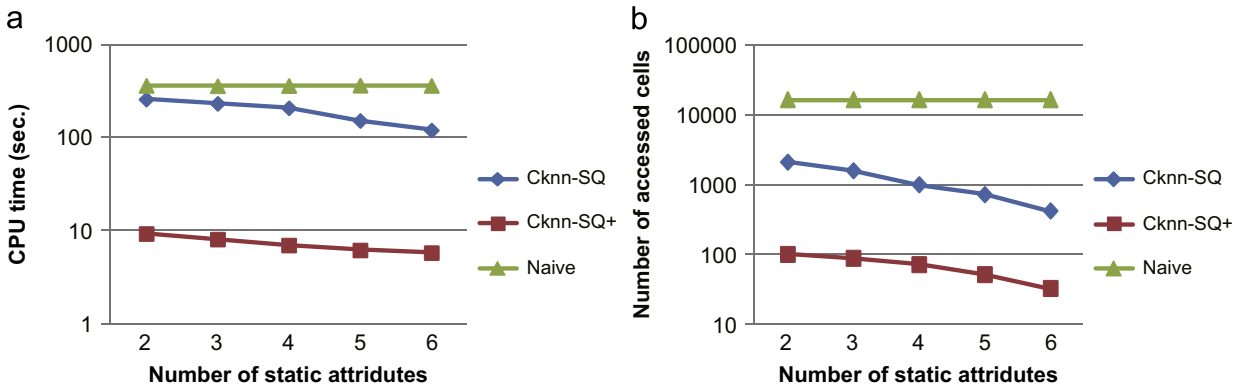 a
1000
100
10
1
CPU time (sec.)
2 3 4 5 6
Number of static attridutes
Cknn-SQ
Cknn-SQ+
Naive
b
100000
10000
1000
100
10
Number of accessed cells
2 3 4 5 6
Number of static attridutes
Cknn-SQ
Cknn-SQ+
Naive